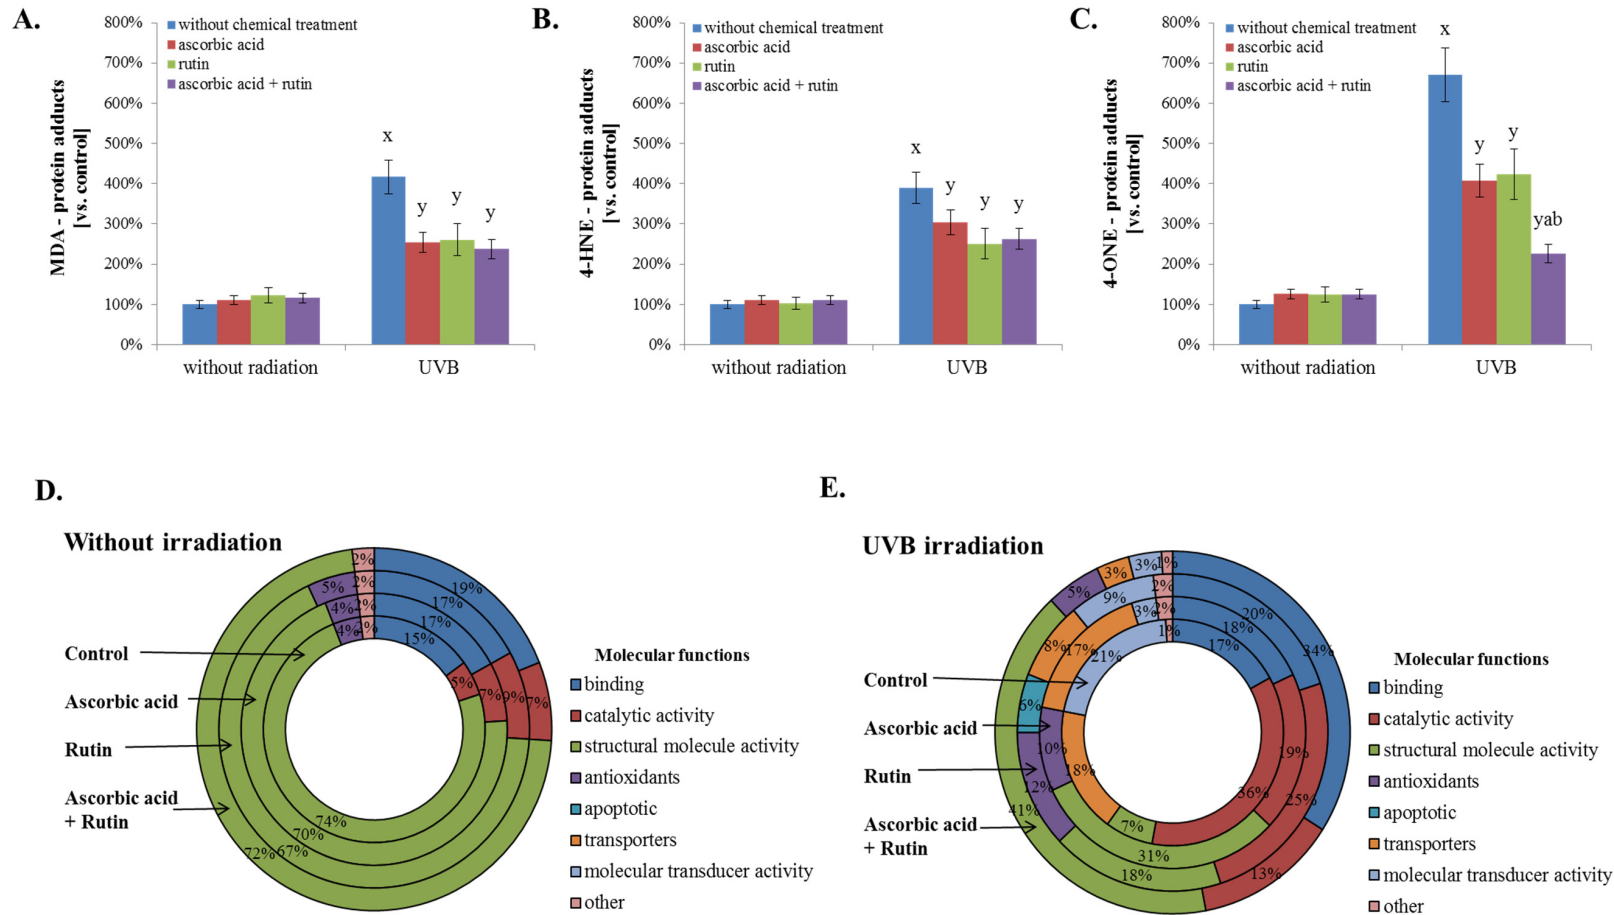 A.
800%
700%
600%
500%
400%
300%
200%
100%
0%
MDA - protein adducts
[vs. control]
without chemical treatment
ascorbic acid
rutin
ascorbic acid + rutin
x
y
y
y
without radiation
UVB
B.
800%
700%
600%
500%
400%
300%
200%
100%
0%
4-HNE - protein adducts
[vs. control]
without chemical treatment
ascorbic acid
rutin
ascorbic acid + rutin
x
y
y
y
without radiation
UVB
C.
800%
700%
600%
500%
400%
300%
200%
100%
0%
4-ONE - protein adducts
[vs. control]
without chemical treatment
ascorbic acid
rutin
ascorbic acid + rutin
x
y
y
yab
without radiation
UVB
D.
Without irradiation
Control
Ascorbic acid
Rutin
Ascorbic acid
+ Rutin
2%
2%
2%
2%
19%
17%
17%
15%
5%
4%
4%
5%
7%
9%
7%
74%
70%
67%
72%
Molecular functions
binding
catalytic activity
structural molecule activity
antioxidants
apoptotic
transporters
molecular transducer activity
other
E.
UVB irradiation
Control
Ascorbic acid
Rutin
Ascorbic acid
+ Rutin
1%
2%
2%
1%
3%
3%
5%
9%
3%
20%
18%
17%
34%
8%
17%
21%
6%
10%
18%
12%
41%
19%
36%
25%
7%
31%
18%
13%
Molecular functions
binding
catalytic activity
structural molecule activity
antioxidants
apoptotic
transporters
molecular transducer activity
other